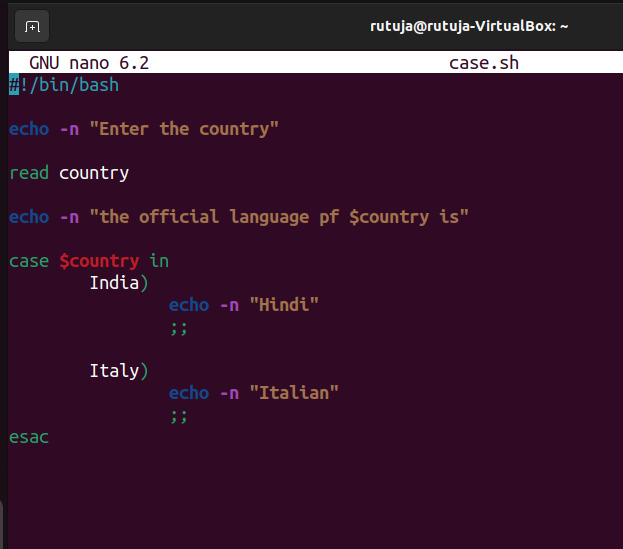 rutuja@rutuja-VirtualBox: ~
GNU nano 6.2 case.sh
#!/bin/bash
echo -n "Enter the country"
read country
echo -n "the official language pf $country is"
case $country in
India)
echo -n "Hindi"
;;
Italy)
echo -n "Italian"
;;
esac